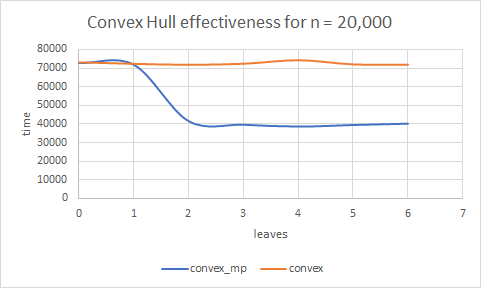 Convex Hull effectiveness for n = 20,000
80000
70000
60000
50000
40000
30000
20000
10000
0
time
0 1 2 3 4 5 6 7
leaves
convex_mp convex